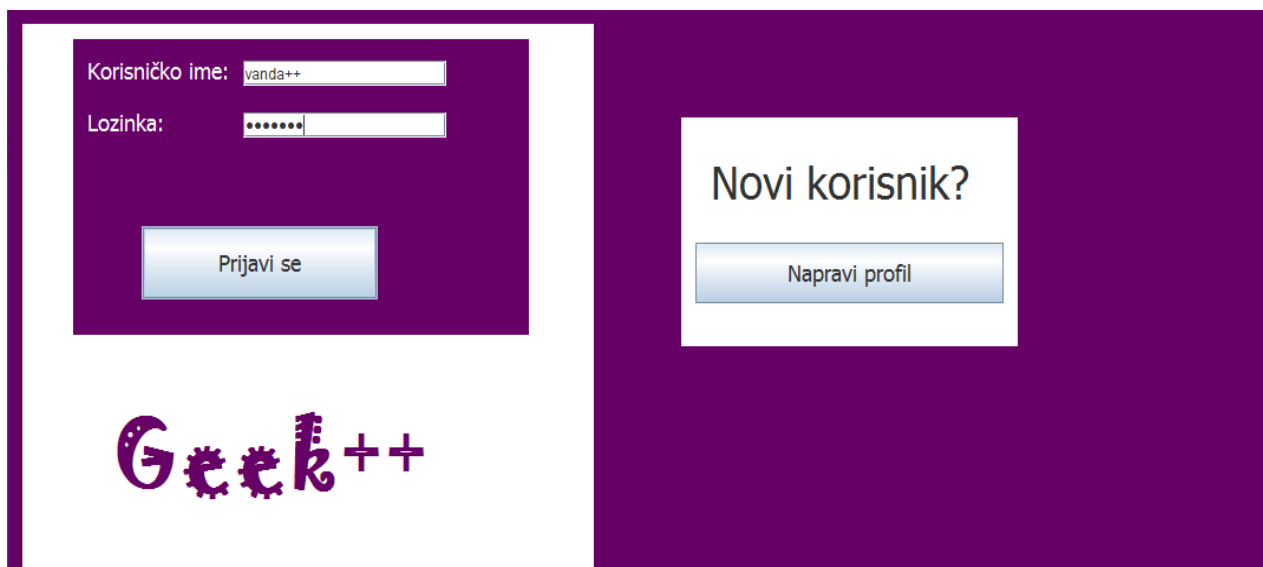 Korisničko ime: vanda++
Lozinka: •••••••
Prijavi se
Geek++
Novi korisnik?
Napravi profil